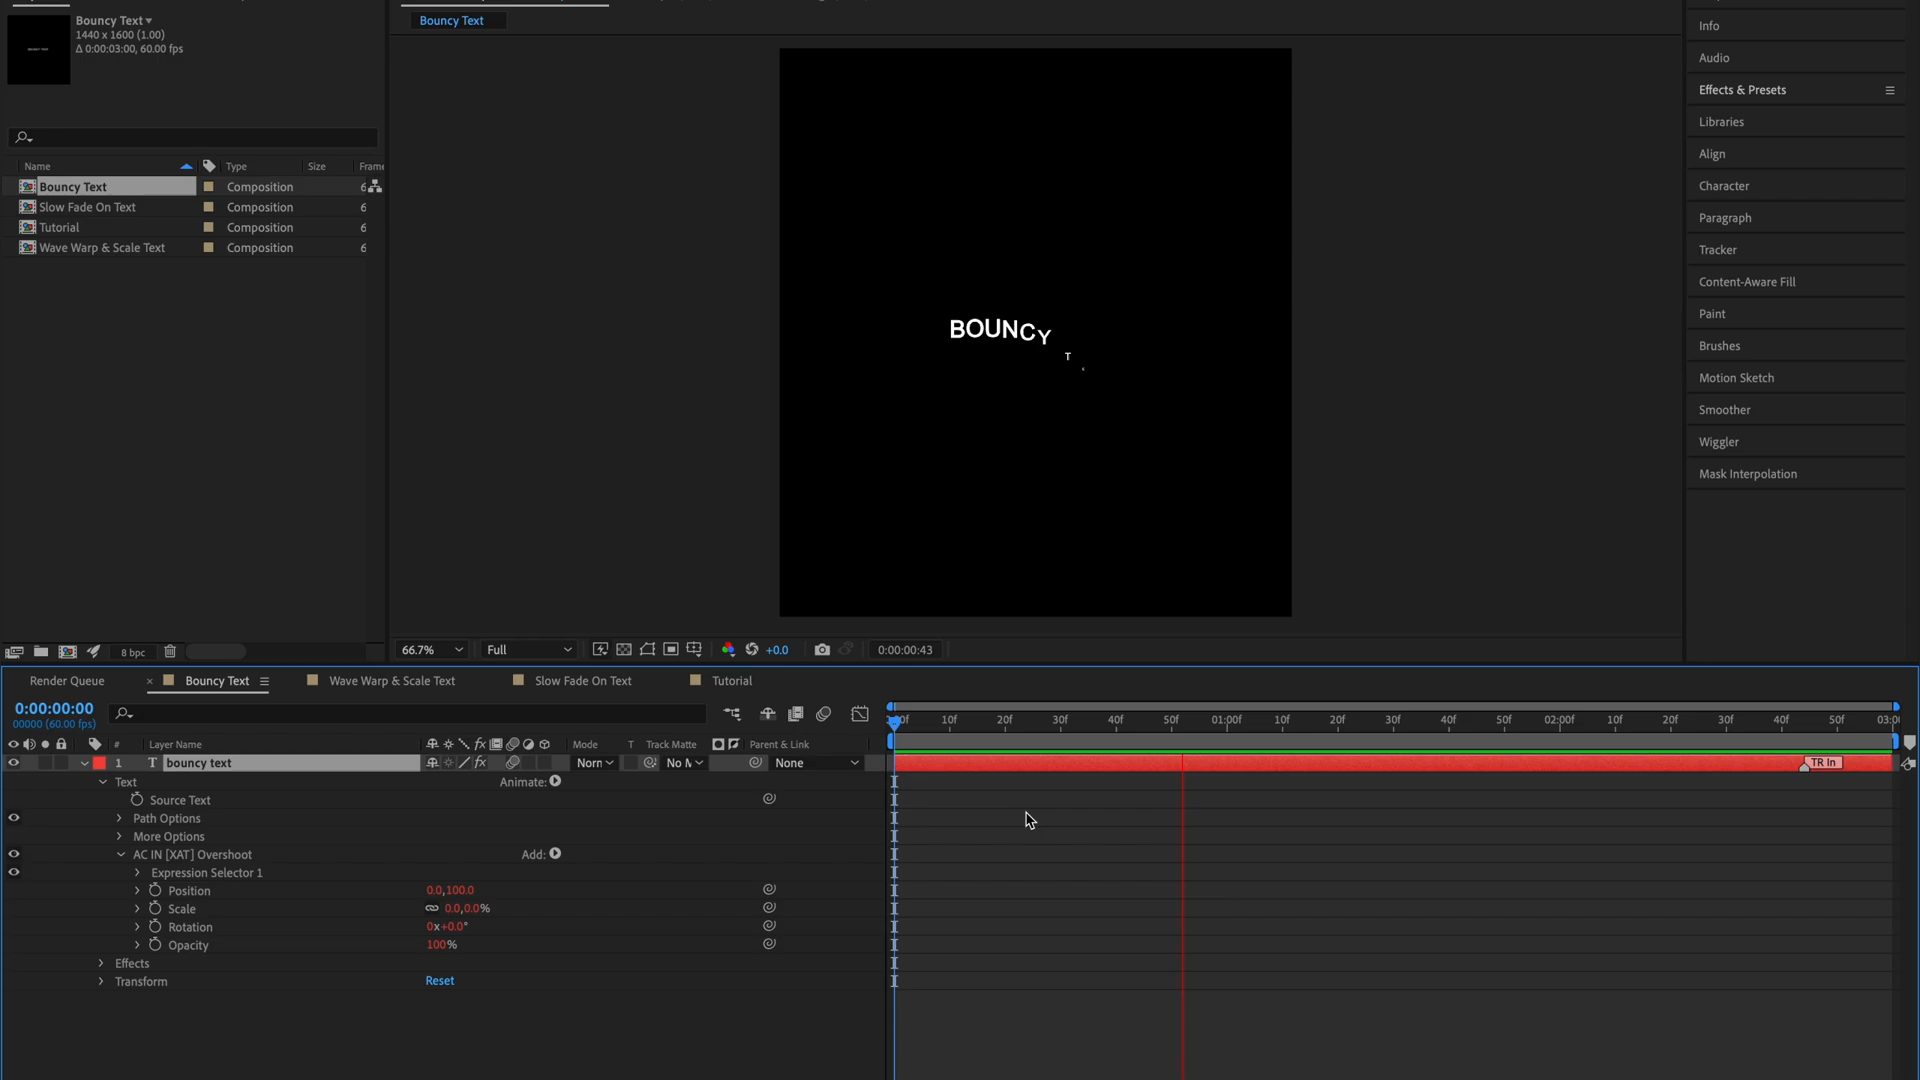 Bouncy Text
1440 x 1600 (1.00)
Δ 0:00:03:00, 60.00 fps
Bouncy Text
Info
Audio
Effects & Presets
Libraries
Align
Character
Paragraph
Tracker
Content-Aware Fill
Paint
Brushes
Motion Sketch
Smoother
Wiggler
Mask Interpolation
Name Type Size Frame
Bouncy Text Composition 6
Slow Fade On Text Composition 6
Tutorial Composition 6
Wave Warp & Scale Text Composition 6
BOUNCY
T
8 bpc
66.7% Full +0.0 0:00:00:43
Render Queue × Bouncy Text Wave Warp & Scale Text Slow Fade On Text Tutorial
0:00:00:00
00000 (60.00 fps)
10f 20f 30f 40f 50f 01:00f 10f 20f 30f 40f 50f 02:00f 10f 20f 30f 40f 50f 03:0
# Layer Name fx Mode T Track Matte Parent & Link
1 T bouncy text fx Norn No M None TR In
Text Animate:
Source Text
Path Options
More Options
AC IN [XAT] Overshoot Add:
Expression Selector 1
Position 0.0,100.0
Scale 0.0,0.0%
Rotation 0x+0.0°
Opacity 100%
Effects
Transform Reset